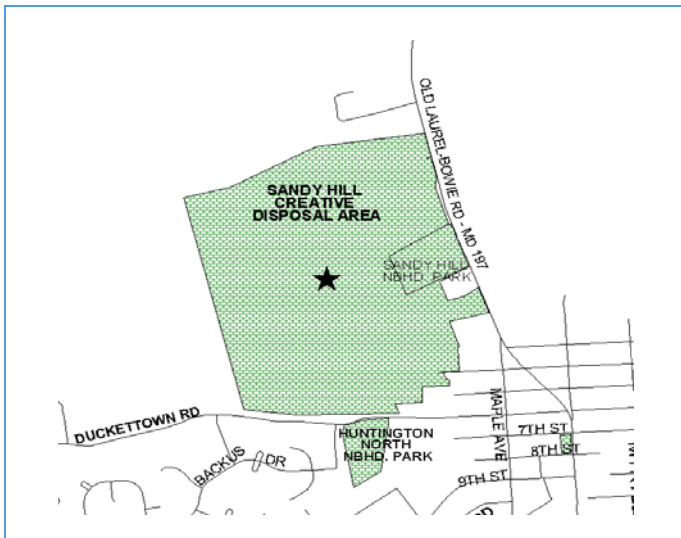 OLD LAUREL-BOWIE RD - MD 197
SANDY HILL
CREATIVE
DISPOSAL AREA
SANDY HILL
NBHD. PARK
DUCKETTOWN RD
HUNTINGTON
NORTH
NBHD. PARK
BACKUS DR
MAPLE AVE
7TH ST
8TH ST
9TH ST